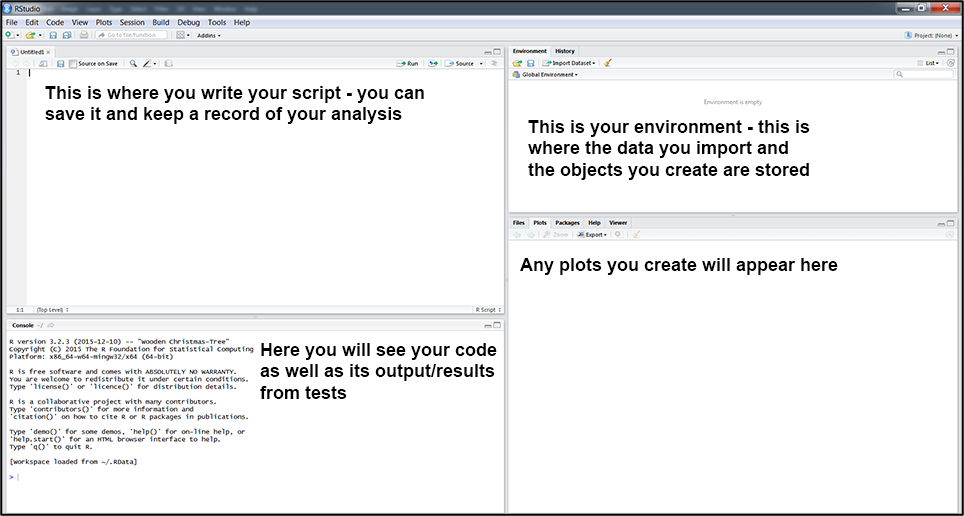 RStudio
File Edit Code View Plots Session Build Debug Tools Help
Go to file/function Addins Project: (None)
Untitled1
Source on Save Run Source
1
This is where you write your script - you can
save it and keep a record of your analysis
1:1 (Top Level) R Script
Console ~/
R version 3.2.3 (2015-12-10) -- "Wooden Christmas-Tree"
Copyright (C) 2015 The R Foundation for Statistical Computing
Platform: x86_64-w64-mingw32/x64 (64-bit)
R is free software and comes with ABSOLUTELY NO WARRANTY.
You are welcome to redistribute it under certain conditions.
Type 'license()' or 'licence()' for distribution details.
R is a collaborative project with many contributors.
Type 'contributors()' for more information and
'citation()' on how to cite R or R packages in publications.
Type 'demo()' for some demos, 'help()' for on-line help, or
'help.start()' for an HTML browser interface to help.
Type 'q()' to quit R.
[Workspace loaded from ~/.RData]
>
Here you will see your code
as well as its output/results
from tests
Environment History
Import Dataset List
Global Environment
Environment is empty
This is your environment - this is
where the data you import and
the objects you create are stored
Files Plots Packages Help Viewer
Zoom Export
Any plots you create will appear here